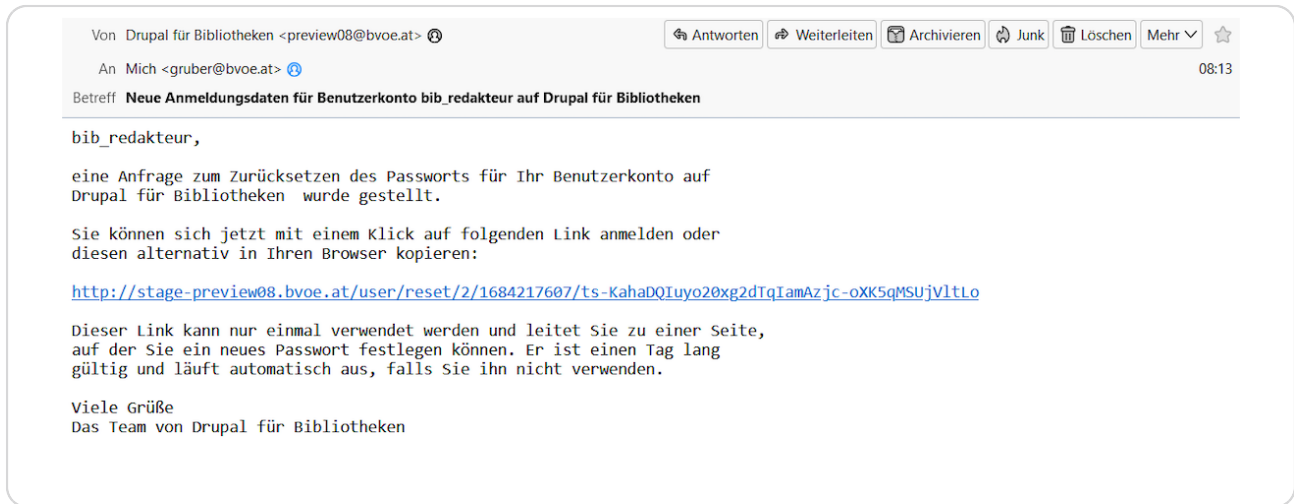 Von Drupal für Bibliotheken <preview08@bvoe.at> Antworten Weiterleiten Archivieren Junk Löschen Mehr
An Mich <gruber@bvoe.at> 08:13
Betreff Neue Anmeldungsdaten für Benutzerkonto bib_redakteur auf Drupal für Bibliotheken
bib_redakteur,
eine Anfrage zum Zurücksetzen des Passworts für Ihr Benutzerkonto auf
Drupal für Bibliotheken  wurde gestellt.
Sie können sich jetzt mit einem Klick auf folgenden Link anmelden oder
diesen alternativ in Ihren Browser kopieren:
http://stage-preview08.bvoe.at/user/reset/2/1684217607/ts-KahaDQIuyo20xg2dTqIamAzjc-oXK5qMSUjVltLo
Dieser Link kann nur einmal verwendet werden und leitet Sie zu einer Seite,
auf der Sie ein neues Passwort festlegen können. Er ist einen Tag lang
gültig und läuft automatisch aus, falls Sie ihn nicht verwenden.
Viele Grüße
Das Team von Drupal für Bibliotheken